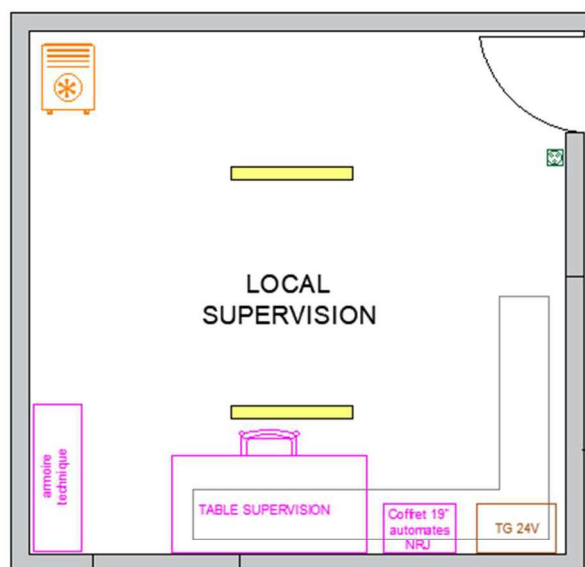 LOCAL
SUPERVISION
armoire
technique
TABLE SUPERVISION
Coffret 19"
automates
NRJ
TG 24V